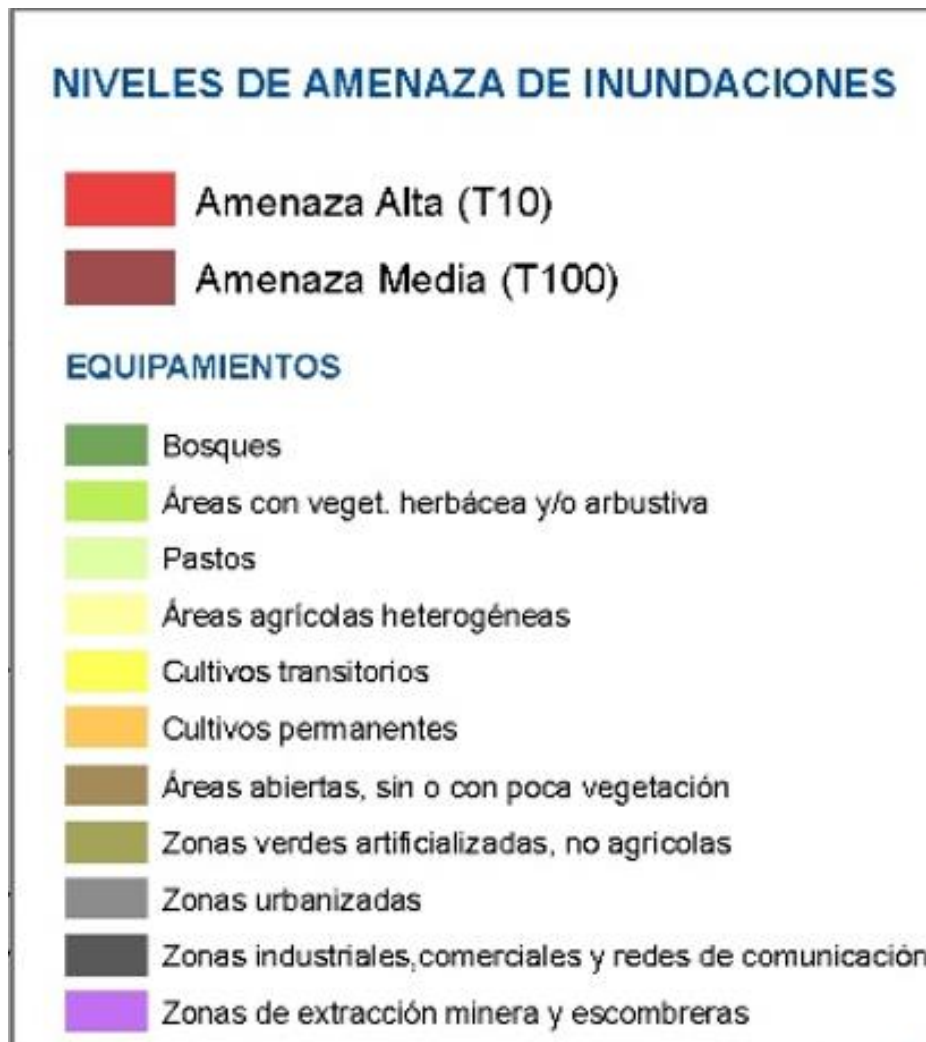 NIVELES DE AMENAZA DE INUNDACIONES
Amenaza Alta (T10)
Amenaza Media (T100)
EQUIPAMIENTOS
Bosques
Áreas con veget. herbácea y/o arbustiva
Pastos
Áreas agrícolas heterogéneas
Cultivos transitorios
Cultivos permanentes
Áreas abiertas, sin o con poca vegetación
Zonas verdes artificializadas, no agrícolas
Zonas urbanizadas
Zonas industriales,comerciales y redes de comunicación
Zonas de extracción minera y escombreras